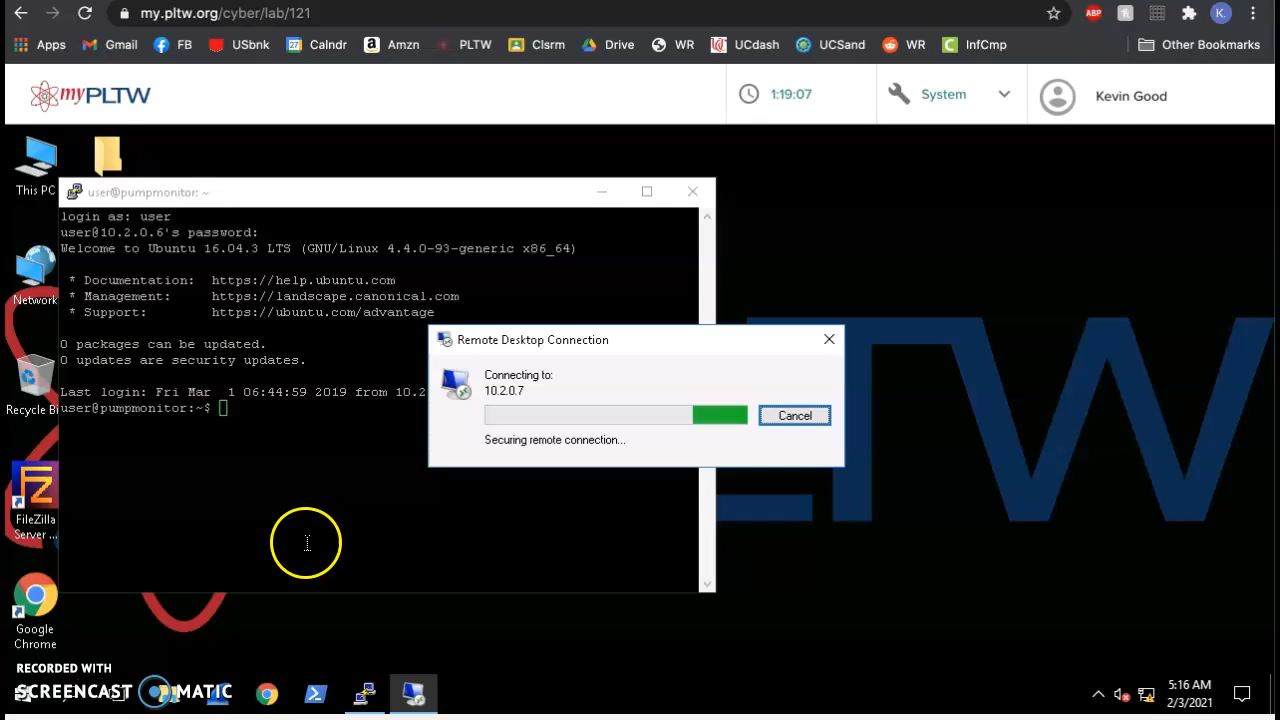 my.pltw.org/cyber/lab/121
ABP
K.
Apps
Gmail
FB
USbnk
Calndr
Amzn
PLTW
Clsrm
Drive
WR
UCdash
UCSand
WR
InfCmp
Other Bookmarks
myPLTW
1:19:07
System
Kevin Good
This PC
user@pumpmonitor: ~
login as: user
user@10.2.0.6's password:
Welcome to Ubuntu 16.04.3 LTS (GNU/Linux 4.4.0-93-generic x86_64)
* Documentation: https://help.ubuntu.com
* Management: https://landscape.canonical.com
* Support: https://ubuntu.com/advantage
0 packages can be updated.
0 updates are security updates.
Last login: Fri Mar 1 06:44:59 2019 from 10.2
user@pumpmonitor:~$
Network
Recycle Bi
FileZilla
Server ...
Google
Chrome
Remote Desktop Connection
Connecting to:
10.2.0.7
Cancel
Securing remote connection...
LTW
RECORDED WITH
SCREENCAST MATIC
5:16 AM
2/3/2021